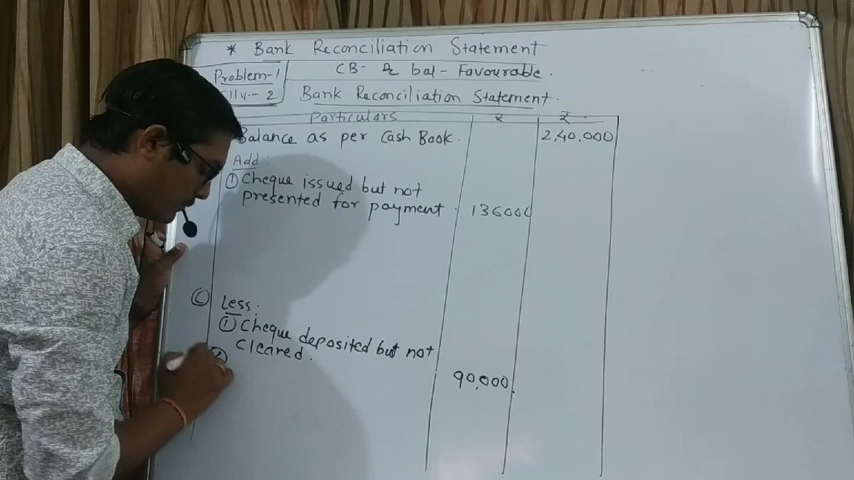 * Bank Reconciliation Statement
Problem-1 CB- Dr bal- Favourable.
Illu.- 2 Bank Reconciliation Statement.
Particulars ₹ ₹
Balance as per Cash Book. 2,40,000
Add:
① Cheque issued but not
presented for payment. 136000
Ⓒ Less:
① Cheque deposited but not
cleared.
90,000.